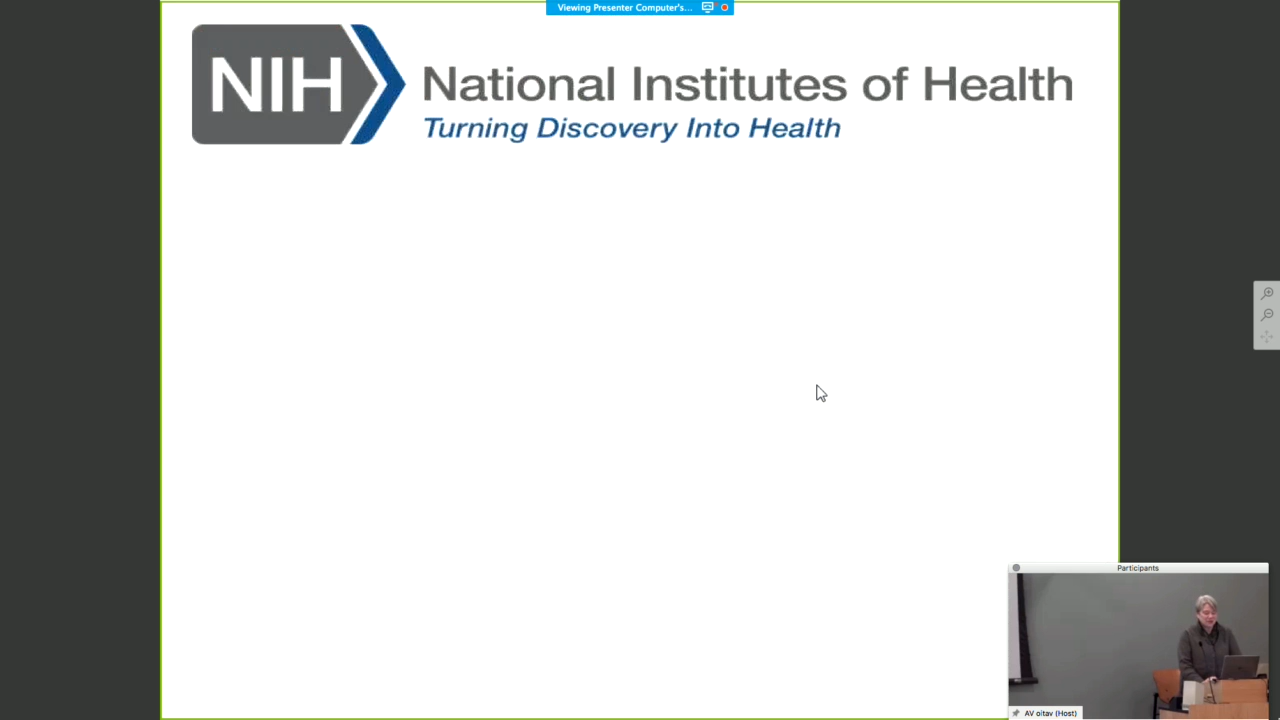 Viewing Presenter Computer's...
NIH
National Institutes of Health
Turning Discovery Into Health
Participants
AV oitav (Host)